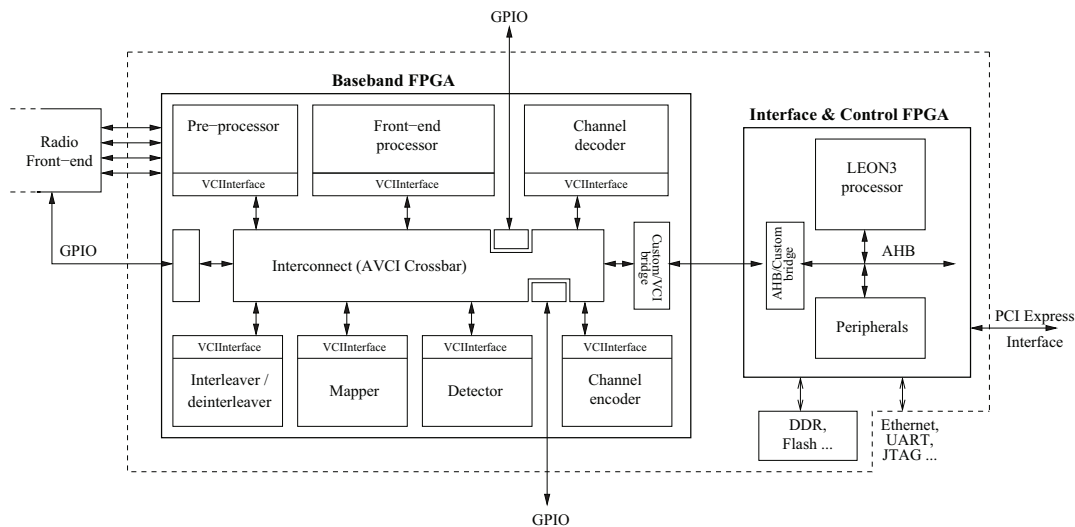 GPIO
Baseband FPGA
Interface & Control FPGA
Radio
Front−end
Pre−processor
VCIInterface
Front−end
processor
VCIInterface
Channel
decoder
VCIInterface
LEON3
processor
GPIO
Interconnect (AVCI Crossbar)
Custom/VCI
bridge
AHB/Custom
bridge
AHB
Peripherals
PCI Express
Interface
VCIInterface
Interleaver /
deinterleaver
VCIInterface
Mapper
VCIInterface
Detector
VCIInterface
Channel
encoder
DDR,
Flash ...
Ethernet,
UART,
JTAG ...
GPIO